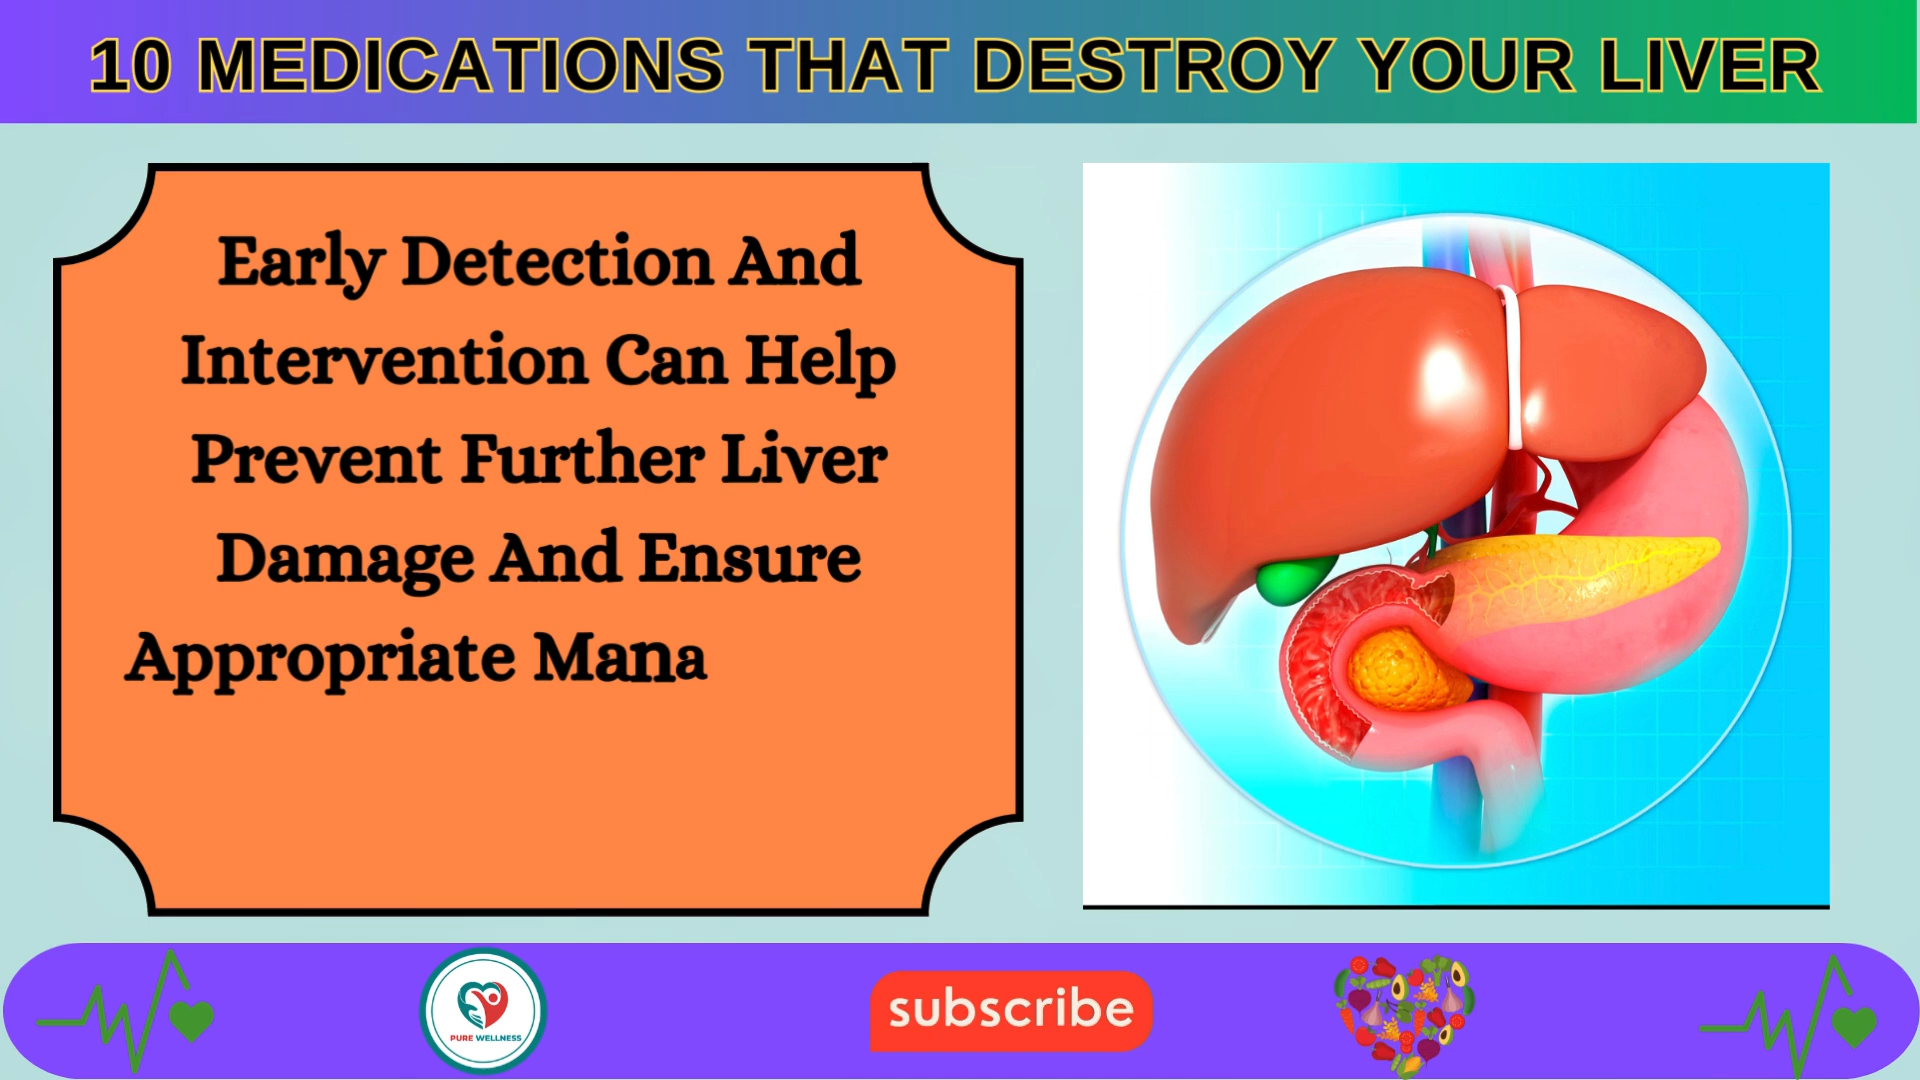 10 MEDICATIONS THAT DESTROY YOUR LIVER
Early Detection And
Intervention Can Help
Prevent Further Liver
Damage And Ensure
Appropriate Mana
PURE WELLNESS
subscribe